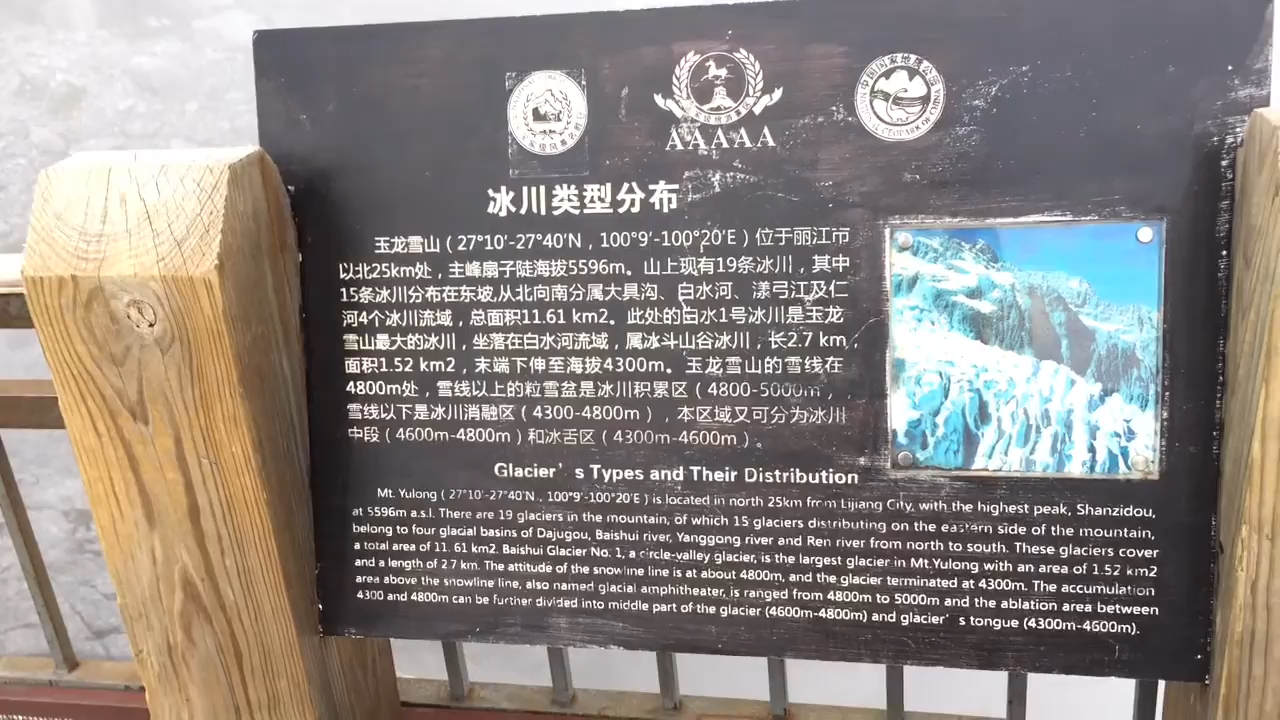 AAAAA
中国国家地质公园
NATIONAL GEOPARK OF CHINA
冰川类型分布
玉龙雪山（27°10′-27°40′N，100°9′-100°20′E）位于丽江市
以北25km处，主峰扇子陡海拔5596m。山上现有19条冰川，其中
15条冰川分布在东坡,从北向南分属大具沟、白水河、漾弓江及仁
河4个冰川流域，总面积11.61 km2。此处的白水1号冰川是玉龙
雪山最大的冰川，坐落在白水河流域，属冰斗山谷冰川，长2.7 km，
面积1.52 km2，末端下伸至海拔4300m。玉龙雪山的雪线在
4800m处，雪线以上的粒雪盆是冰川积累区（4800-5000m），
雪线以下是冰川消融区（4300-4800m），本区域又可分为冰川
中段（4600m-4800m）和冰舌区（4300m-4600m）。
Glacier’s Types and Their Distribution
Mt. Yulong ( 27°10′-27°40′N., 100°9′-100°20′E ) is located in north 25km from Lijiang City, with the highest peak, Shanzidou,
at 5596m a.s.l. There are 19 glaciers in the mountain, of which 15 glaciers distributing on the eastern side of the mountain,
belong to four glacial basins of Dajugou, Baishui river, Yanggong river and Ren river from north to south. These glaciers cover
a total area of 11. 61 km2. Baishui Glacier No. 1, a circle-valley glacier, is the largest glacier in Mt.Yulong with an area of 1.52 km2
and a length of 2.7 km. The attitude of the snowline line is at about 4800m, and the glacier terminated at 4300m. The accumulation
area above the snowline line, also named glacial amphitheater, is ranged from 4800m to 5000m and the ablation area between
4300 and 4800m can be further divided into middle part of the glacier (4600m-4800m) and glacier’s tongue (4300m-4600m).